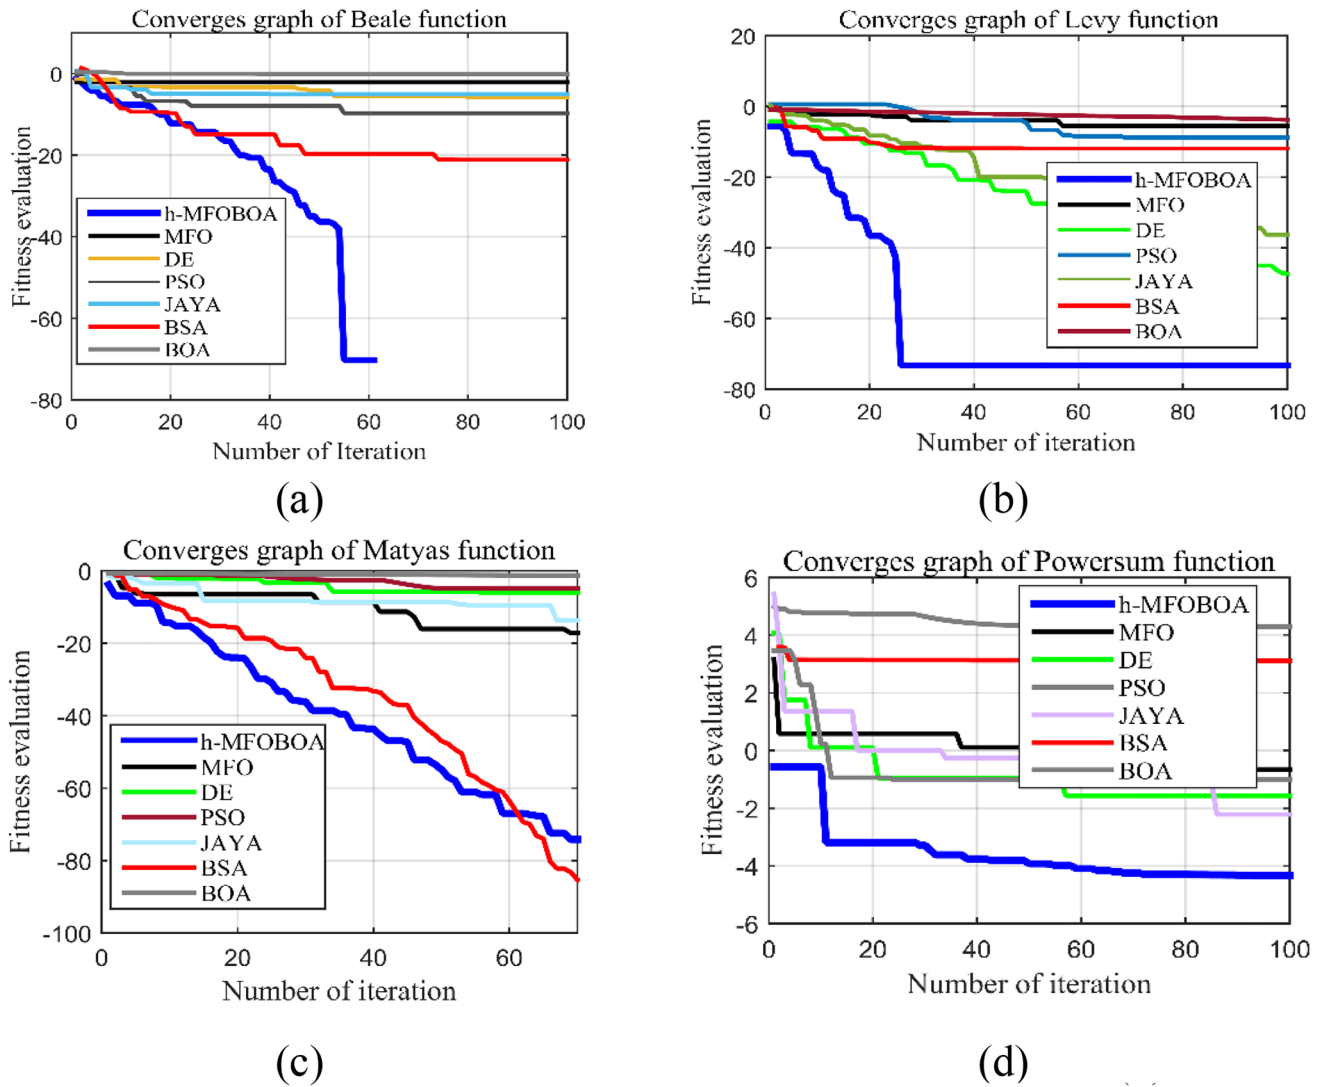 Converges graph of Beale function
0
-20
-40
-60
-80
Fitness evaluation
h-MFOBOA
MFO
DE
PSO
JAYA
BSA
BOA
0 20 40 60 80 100
Number of Iteration
(a)
Converges graph of Levy function
20
0
-20
-40
-60
-80
Fitness evaluation
h-MFOBOA
MFO
DE
PSO
JAYA
BSA
BOA
0 20 40 60 80 100
Number of iteration
(b)
Converges graph of Matyas function
0
-20
-40
-60
-80
-100
Fitness evaluation
h-MFOBOA
MFO
DE
PSO
JAYA
BSA
BOA
0 20 40 60
Number of iteration
(c)
Converges graph of Powersum function
6
4
2
0
-2
-4
-6
Fitness evaluation
h-MFOBOA
MFO
DE
PSO
JAYA
BSA
BOA
0 20 40 60 80 100
Number of iteration
(d)